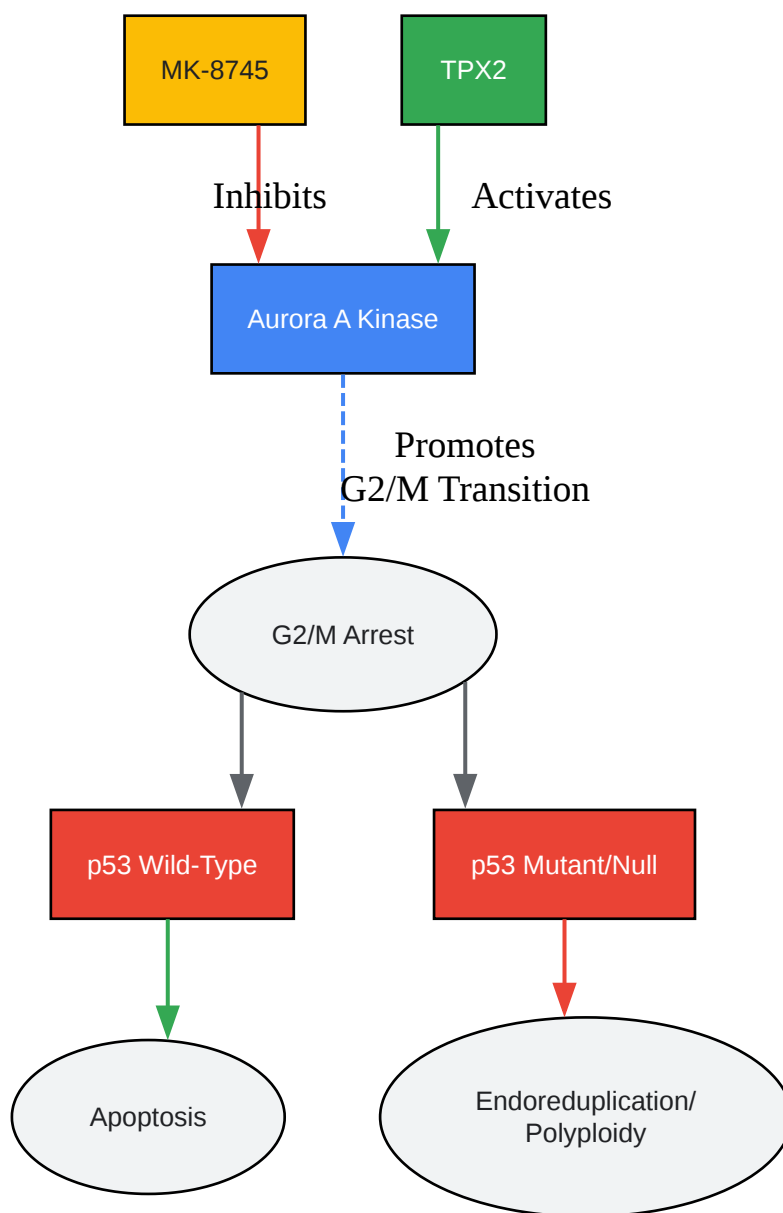 MK-8745
TPX2
Inhibits
Activates
Aurora A Kinase
Promotes
G2/M Transition
G2/M Arrest
p53 Wild-Type
p53 Mutant/Null
Apoptosis
Endoreduplication/
Polyploidy